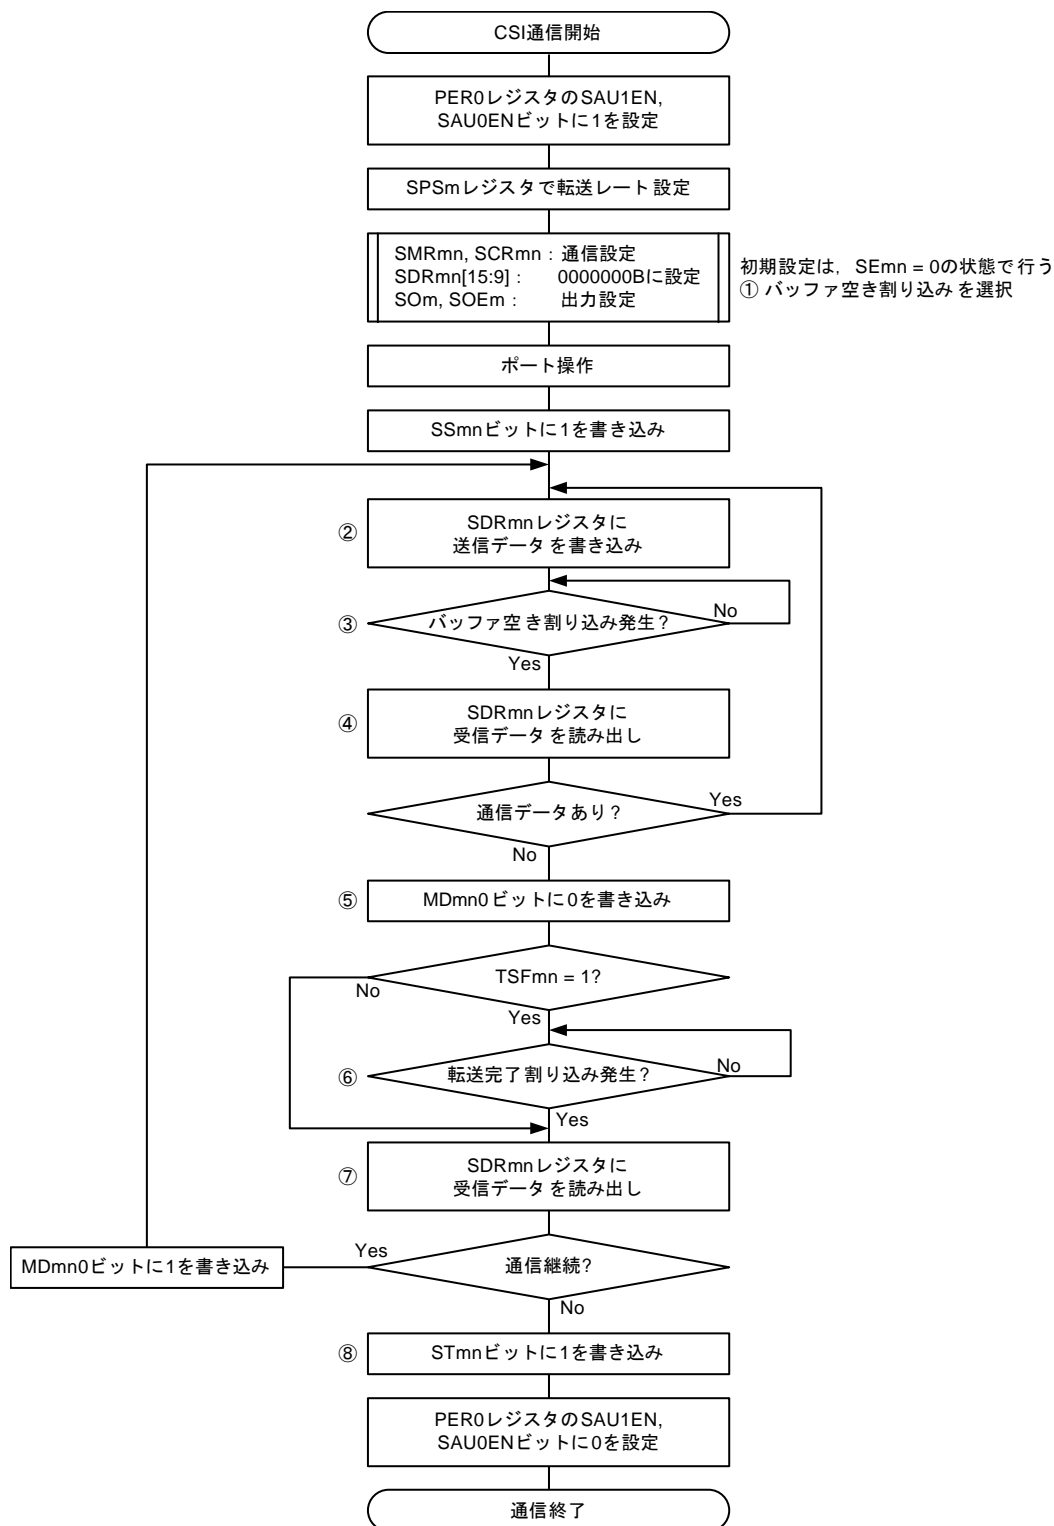 CSI通信開始
PER0レジスタのSAU1EN,
SAU0ENビットに1を設定
SPSmレジスタで転送レート設定
SMRmn, SCRmn：通信設定
SDRmn[15:9]： 0000000Bに設定
SOm, SOEm： 出力設定
初期設定は，SEmn = 0の状態で行う
① バッファ空き割り込みを選択
ポート操作
SSmnビットに1を書き込み
②
SDRmnレジスタに
送信データを書き込み
③
バッファ空き割り込み発生？
No
Yes
④
SDRmnレジスタに
受信データを読み出し
通信データあり？
Yes
No
⑤
MDmn0ビットに0を書き込み
TSFmn = 1?
No
Yes
⑥
転送完了割り込み発生？
No
Yes
⑦
SDRmnレジスタに
受信データを読み出し
通信継続?
Yes
MDmn0ビットに1を書き込み
No
⑧
STmnビットに1を書き込み
PER0レジスタのSAU1EN,
SAU0ENビットに0を設定
通信終了